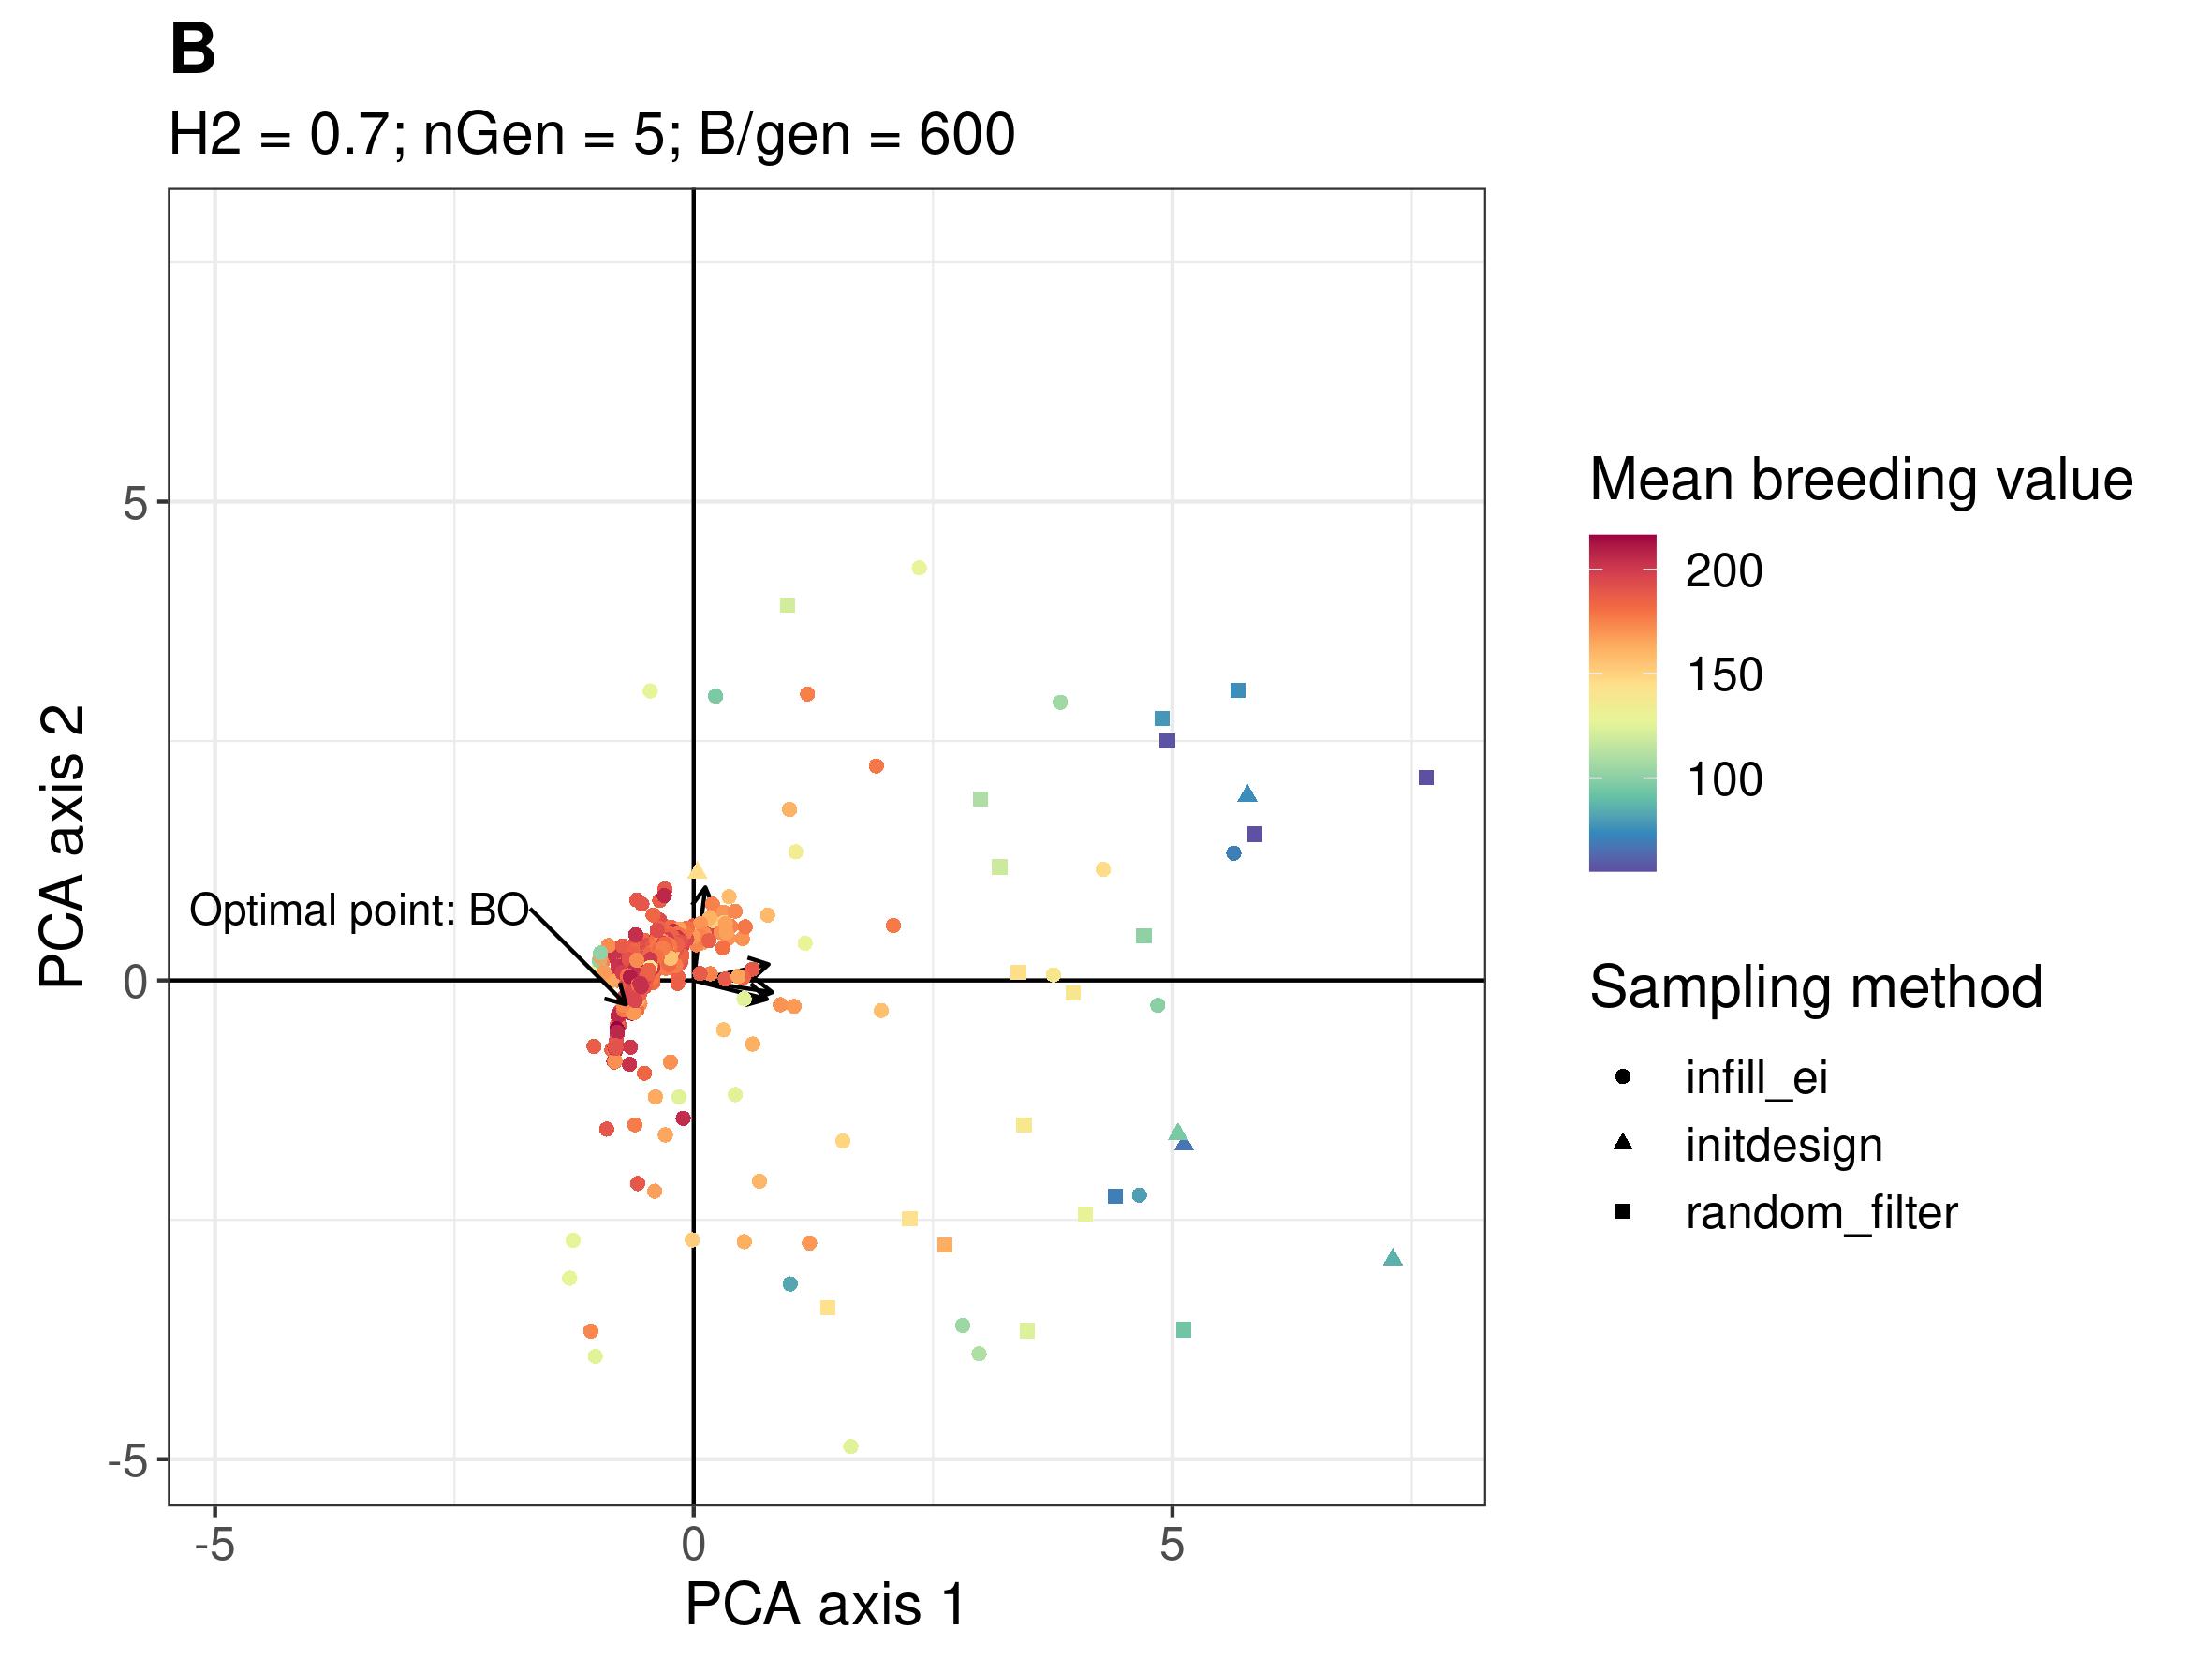 B
H2 = 0.7; nGen = 5; B/gen = 600
PCA axis 2
5
0
-5
Optimal point: BO
-5
0
5
PCA axis 1
Mean breeding value
200
150
100
Sampling method
infill_ei
initdesign
random_filter